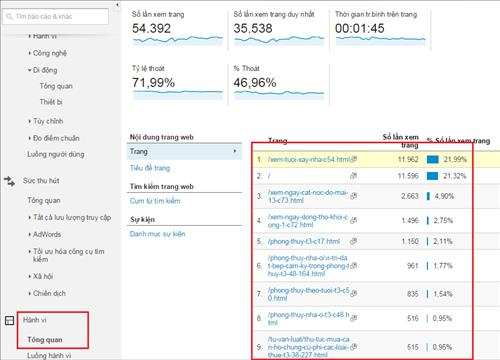 Tìm báo cáo & khác
Hành vi
Công nghệ
Di động
Tổng quan
Thiết bị
Tùy chỉnh
Đo điểm chuẩn
Luồng người dùng
Sức thu hút
Tổng quan
Tất cả lưu lượng truy cập
AdWords
Tối ưu hóa công cụ tìm
kiếm
Xã hội
Chiến dịch
Hành vi
Tổng quan
Luồng hành vi
Số lần xem trang
54.392
Số lần xem trang duy nhất
35.538
Thời gian tr.bình trên trang
00:01:45
Tỷ lệ thoát
71,99%
% Thoát
46,96%
Nội dung trang web
Trang
Tiêu đề trang
Tìm kiếm trang web
Cụm từ tìm kiếm
Sự kiện
Danh mục sự kiện
Trang Số lần xem trang % Số lần xem trang
1. /xem-tuoi-xay-nha-c54.html 11.962 21,99%
2. / 11.596 21,32%
3. /xem-ngay-cat-noc-do-mai-
13-c73.html 2.663 4,90%
4. /xem-ngay-dong-tho-khoi-c
ong-1-c72.html 1.496 2,75%
5. /phong-thuy-t3-c17.html 1.150 2,11%
6. /phong-thuy-nha-o/vi-tri-da
t-bep-cam-ky-trong-phong-t
huy-t3-48-164.html 961 1,77%
7. /phong-thuy-theo-tuoi-t3-c5
0.html 835 1,54%
8. /phong-thuy-nha-o-t3-c48.h
tml 516 0,95%
9. /tu-van-luat/thu-tuc-mua-ca
n-ho-chung-cu-phi-cac-loai-
thue-t3-38-227.html 515 0,95%